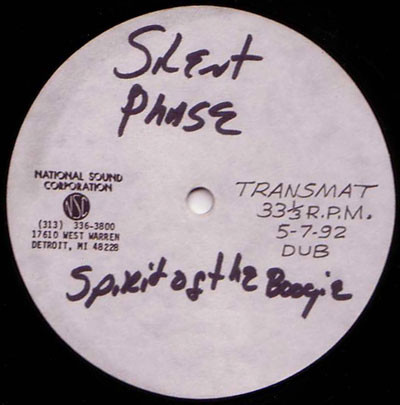 Silent
Phase
NATIONAL SOUND
CORPORATION
NSC
(313) 336-3800
17610 WEST WARREN
DETROIT, MI 48228
TRANSMAT
33⅓ R.P.M.
5-7-92
DUB
Spirit of the Boogie